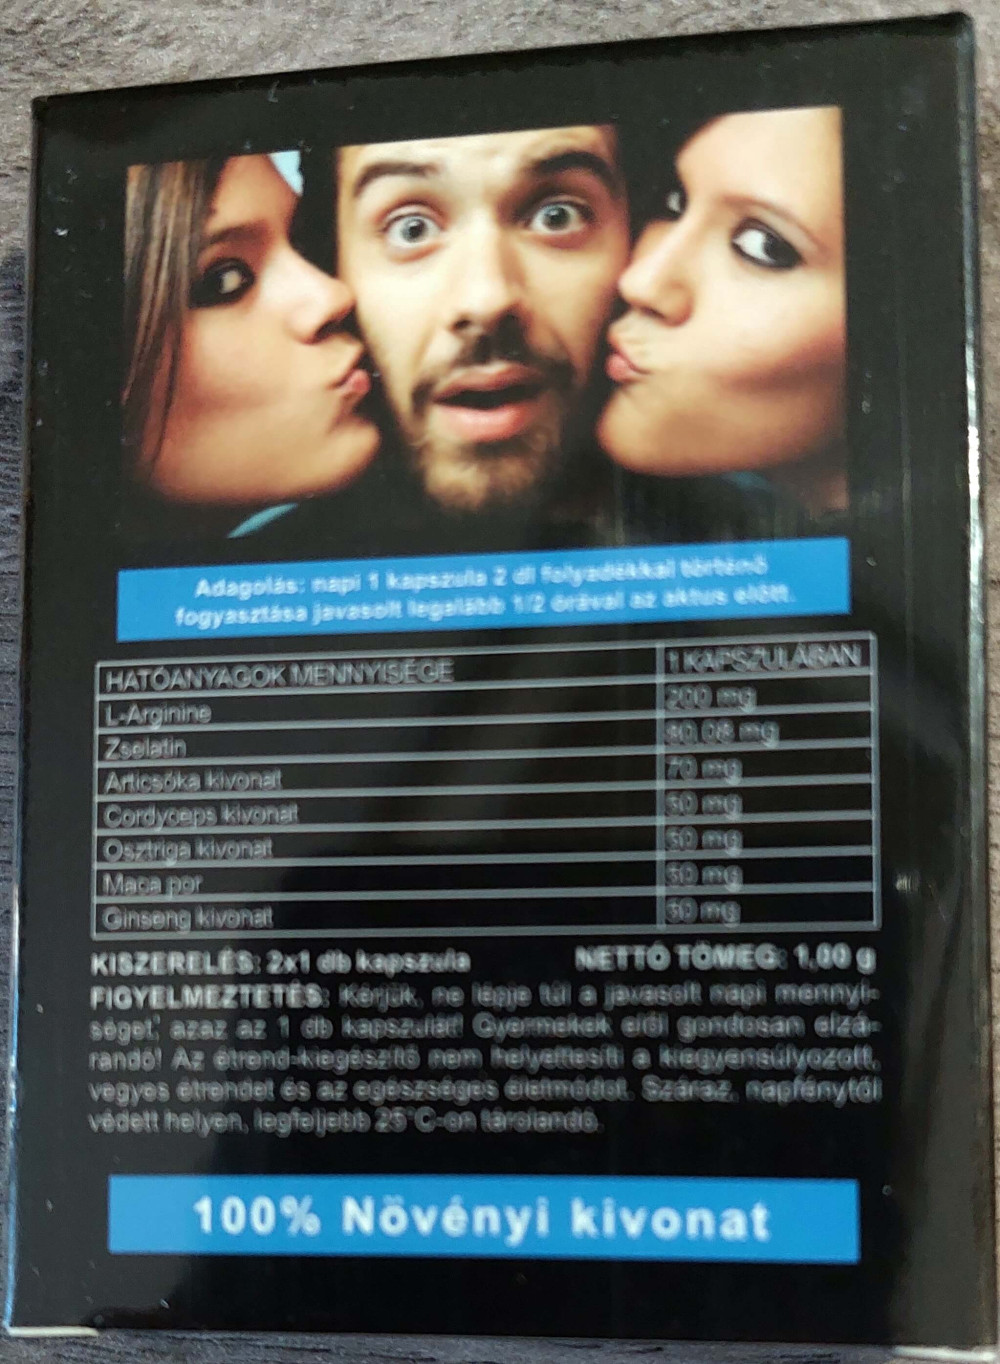 Adagolás: napi 1 kapszula 2 dl folyadékkal történő
fogyasztása javasolt legalább 1/2 órával az aktus előtt.
HATÓANYAGOK MENNYISÉGE 1 KAPSZULÁBAN
L-Arginine 200 mg
Zselatin 80,08 mg
Articsóka kivonat 70 mg
Cordyceps kivonat 50 mg
Osztriga kivonat 50 mg
Maca por 50 mg
Ginseng kivonat 50 mg
KISZERELÉS: 2x1 db kapszula NETTÓ TÖMEG: 1,00 g
FIGYELMEZTETÉS: Kérjük, ne lépje túl a javasolt napi mennyi-
séget, azaz az 1 db kapszulát! Gyermekek elől gondosan elzá-
randó! Az étrend-kiegészítő nem helyettesíti a kiegyensúlyozott,
vegyes étrendet és az egészséges életmódot. Száraz, napfénytől
védett helyen, legfeljebb 25°C-on tárolandó.
100% Növényi kivonat